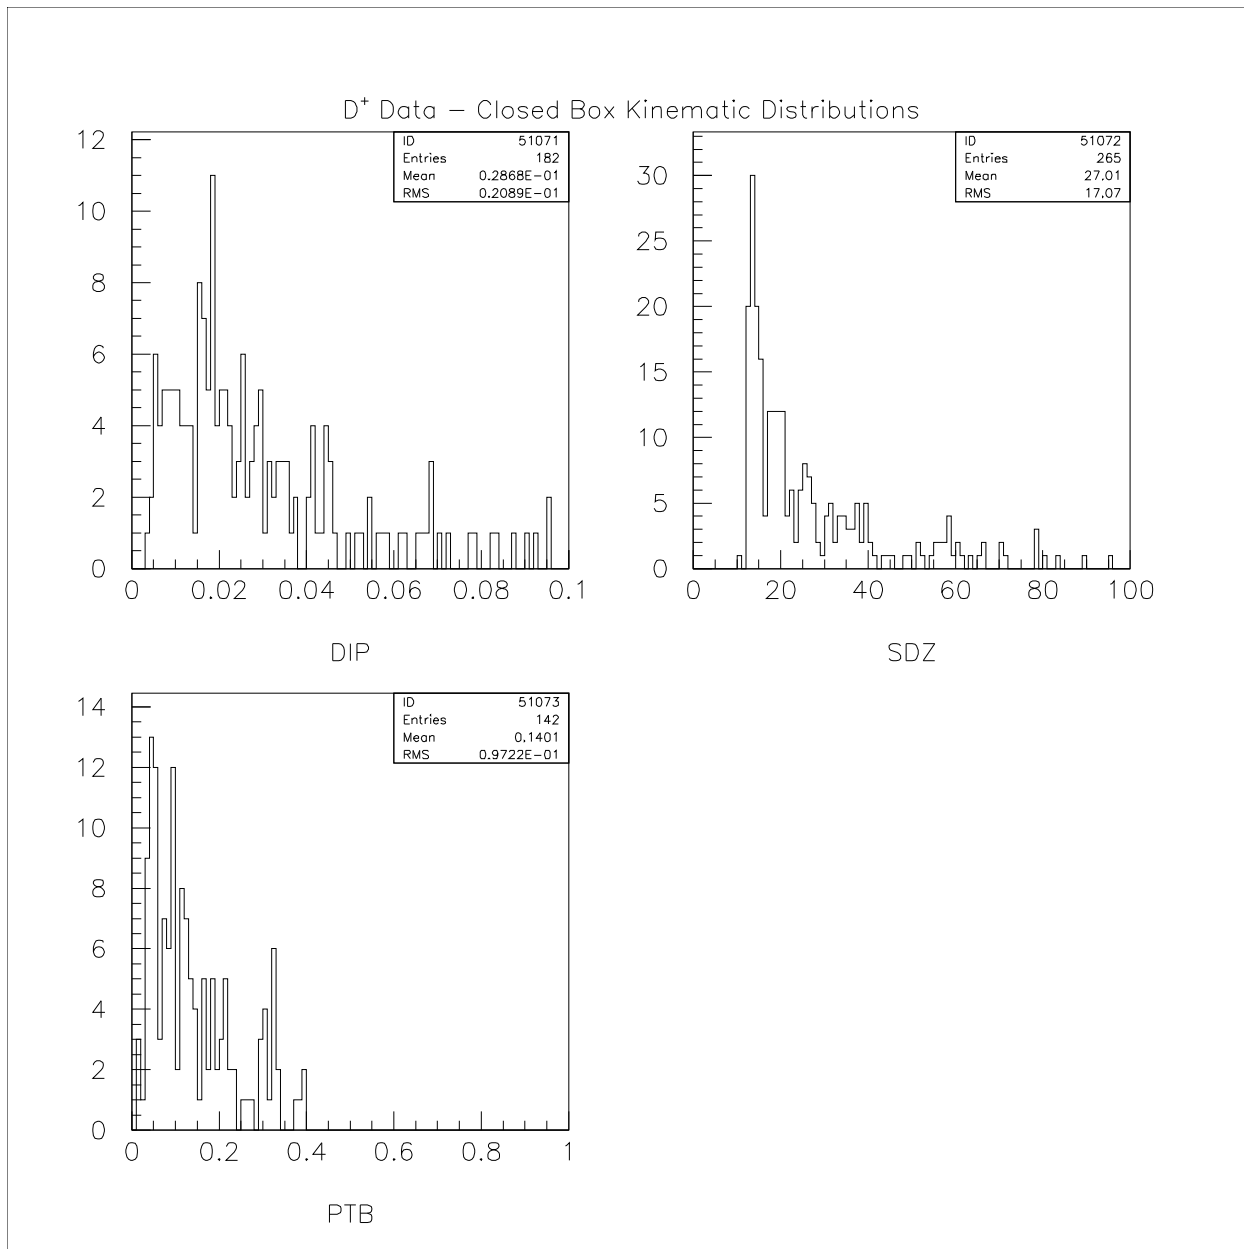 D⁺ Data – Closed Box Kinematic Distributions
ID 51071
Entries 182
Mean 0.2868E-01
RMS 0.2089E-01
12
10
8
6
4
2
0
0 0.02 0.04 0.06 0.08 0.1
DIP
ID 51072
Entries 265
Mean 27.01
RMS 17.07
30
25
20
15
10
5
0
0 20 40 60 80 100
SDZ
ID 51073
Entries 142
Mean 0.1401
RMS 0.9722E-01
14
12
10
8
6
4
2
0
0 0.2 0.4 0.6 0.8 1
PTB